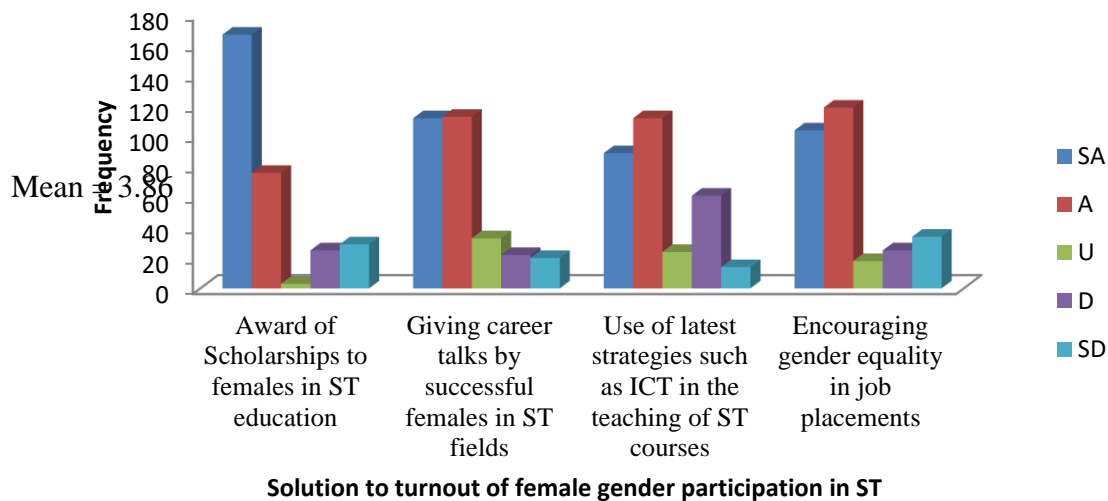 180
160
140
120
100
80
60
40
20
0
Frequency
Mean = 3.86
SA
A
U
D
SD
Award of
Scholarships to
females in ST
education
Giving career
talks by
successful
females in ST
fields
Use of latest
strategies such
as ICT in the
teaching of ST
courses
Encouraging
gender equality
in job
placements
Solution to turnout of female gender participation in ST